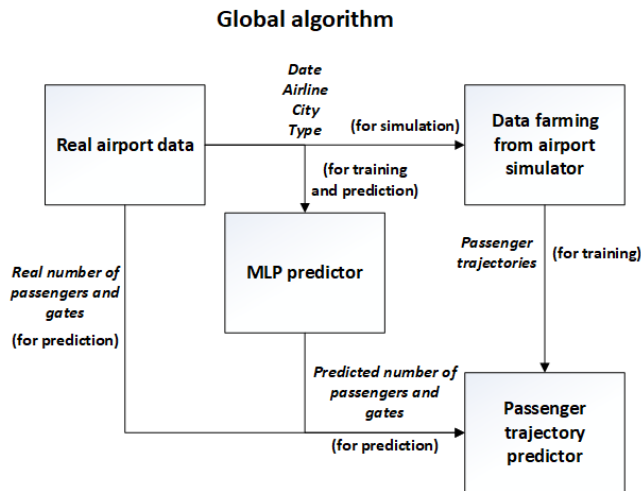 Global algorithm
Date
Airline
City
Type
Real airport data
(for simulation)
Data farming
from airport
simulator
(for training
and prediction)
MLP predictor
Real number of
passengers and
gates
(for prediction)
Passenger
trajectories
(for training)
Predicted number of
passengers and
gates
(for prediction)
Passenger
trajectory
predictor